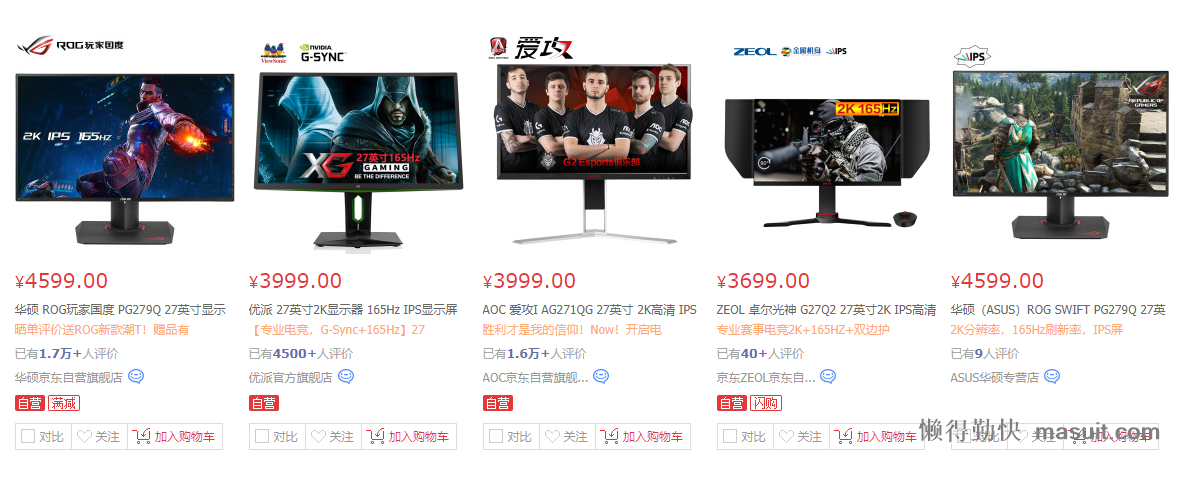 ROG玩家国度
2K IPS 165HZ
ASUS
¥4599.00
华硕 ROG玩家国度 PG279Q 27英寸显示
晒单评价送ROG新款潮T！赠品有
已有1.7万+人评价
华硕京东自营旗舰店
自营 满减
对比 关注 加入购物车
ViewSonic
NVIDIA
G-SYNC
XG 27英寸165Hz
GAMING
BE THE DIFFERENCE
¥3999.00
优派 27英寸2K显示器 165Hz IPS显示屏
【专业电竞，G-Sync+165Hz】27
已有4500+人评价
优派官方旗舰店
自营
对比 关注 加入购物车
爱攻
G2 Esports俱乐部
¥3999.00
AOC 爱攻I AG271QG 27英寸 2K高清 IPS
胜利才是我的信仰！Now！开启电
已有1.6万+人评价
AOC京东自营旗舰...
自营
对比 关注 加入购物车
ZEOL 金属机身 IPS
2K 165Hz
90°
¥3699.00
ZEOL 卓尔光神 G27Q2 27英寸2K IPS高清
专业赛事电竞2K+165HZ+双边护
已有40+人评价
京东ZEOL京东自...
自营 闪购
对比 关注 加入购物车
IPS
REPUBLIC OF
GAMERS
ASUS
¥4599.00
华硕（ASUS）ROG SWIFT PG279Q 27英
2K分辨率，165Hz刷新率，IPS屏
已有9人评价
ASUS华硕专营店
对比 关注 加入购物车
懒得勤快 masuit.com